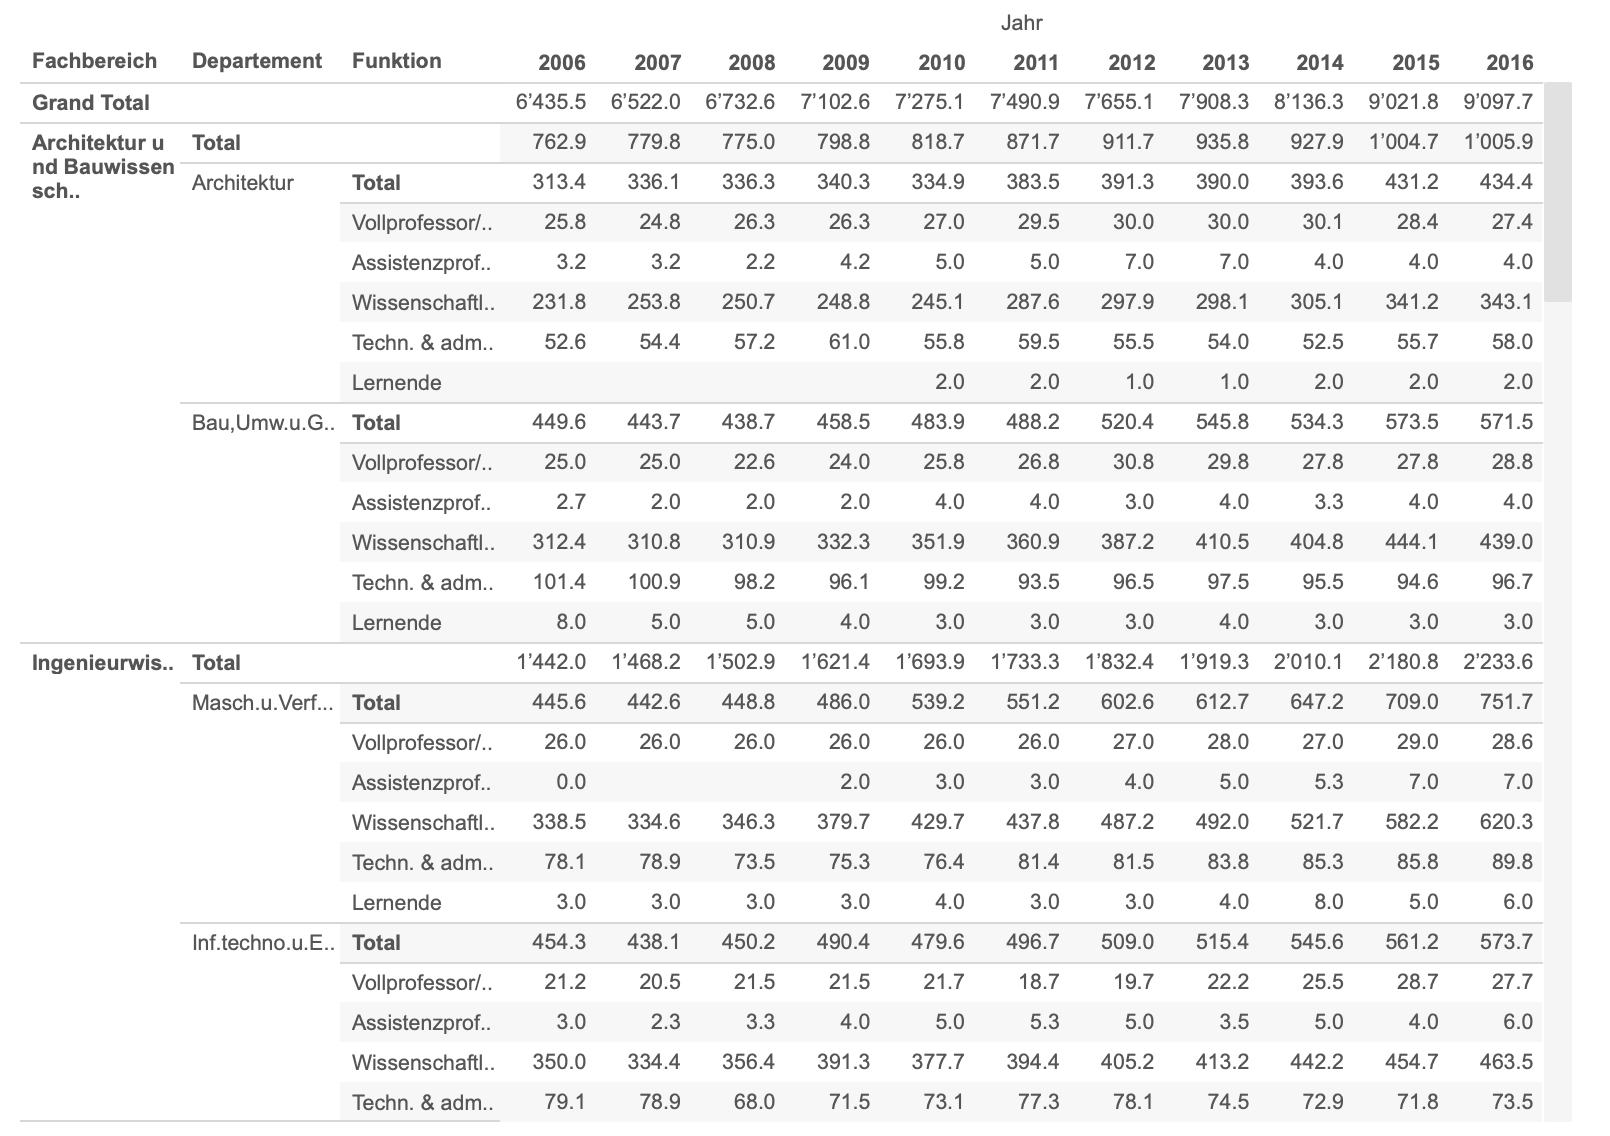 Jahr
Fachbereich Departement Funktion 2006 2007 2008 2009 2010 2011 2012 2013 2014 2015 2016
Grand Total 6’435.5 6’522.0 6’732.6 7’102.6 7’275.1 7’490.9 7’655.1 7’908.3 8’136.3 9’021.8 9’097.7
Architektur u Total 762.9 779.8 775.0 798.8 818.7 871.7 911.7 935.8 927.9 1’004.7 1’005.9
nd Bauwissen
sch..
Architektur Total 313.4 336.1 336.3 340.3 334.9 383.5 391.3 390.0 393.6 431.2 434.4
Vollprofessor/.. 25.8 24.8 26.3 26.3 27.0 29.5 30.0 30.0 30.1 28.4 27.4
Assistenzprof.. 3.2 3.2 2.2 4.2 5.0 5.0 7.0 7.0 4.0 4.0 4.0
Wissenschaftl.. 231.8 253.8 250.7 248.8 245.1 287.6 297.9 298.1 305.1 341.2 343.1
Techn. & adm.. 52.6 54.4 57.2 61.0 55.8 59.5 55.5 54.0 52.5 55.7 58.0
Lernende 2.0 2.0 1.0 1.0 2.0 2.0 2.0
Bau,Umw.u.G.. Total 449.6 443.7 438.7 458.5 483.9 488.2 520.4 545.8 534.3 573.5 571.5
Vollprofessor/.. 25.0 25.0 22.6 24.0 25.8 26.8 30.8 29.8 27.8 27.8 28.8
Assistenzprof.. 2.7 2.0 2.0 2.0 4.0 4.0 3.0 4.0 3.3 4.0 4.0
Wissenschaftl.. 312.4 310.8 310.9 332.3 351.9 360.9 387.2 410.5 404.8 444.1 439.0
Techn. & adm.. 101.4 100.9 98.2 96.1 99.2 93.5 96.5 97.5 95.5 94.6 96.7
Lernende 8.0 5.0 5.0 4.0 3.0 3.0 3.0 4.0 3.0 3.0 3.0
Ingenieurwis.. Total 1’442.0 1’468.2 1’502.9 1’621.4 1’693.9 1’733.3 1’832.4 1’919.3 2’010.1 2’180.8 2’233.6
Masch.u.Verf... Total 445.6 442.6 448.8 486.0 539.2 551.2 602.6 612.7 647.2 709.0 751.7
Vollprofessor/.. 26.0 26.0 26.0 26.0 26.0 26.0 27.0 28.0 27.0 29.0 28.6
Assistenzprof.. 0.0 2.0 3.0 3.0 4.0 5.0 5.3 7.0 7.0
Wissenschaftl.. 338.5 334.6 346.3 379.7 429.7 437.8 487.2 492.0 521.7 582.2 620.3
Techn. & adm.. 78.1 78.9 73.5 75.3 76.4 81.4 81.5 83.8 85.3 85.8 89.8
Lernende 3.0 3.0 3.0 3.0 4.0 3.0 3.0 4.0 8.0 5.0 6.0
Inf.techno.u.E.. Total 454.3 438.1 450.2 490.4 479.6 496.7 509.0 515.4 545.6 561.2 573.7
Vollprofessor/.. 21.2 20.5 21.5 21.5 21.7 18.7 19.7 22.2 25.5 28.7 27.7
Assistenzprof.. 3.0 2.3 3.3 4.0 5.0 5.3 5.0 3.5 5.0 4.0 6.0
Wissenschaftl.. 350.0 334.4 356.4 391.3 377.7 394.4 405.2 413.2 442.2 454.7 463.5
Techn. & adm.. 79.1 78.9 68.0 71.5 73.1 77.3 78.1 74.5 72.9 71.8 73.5